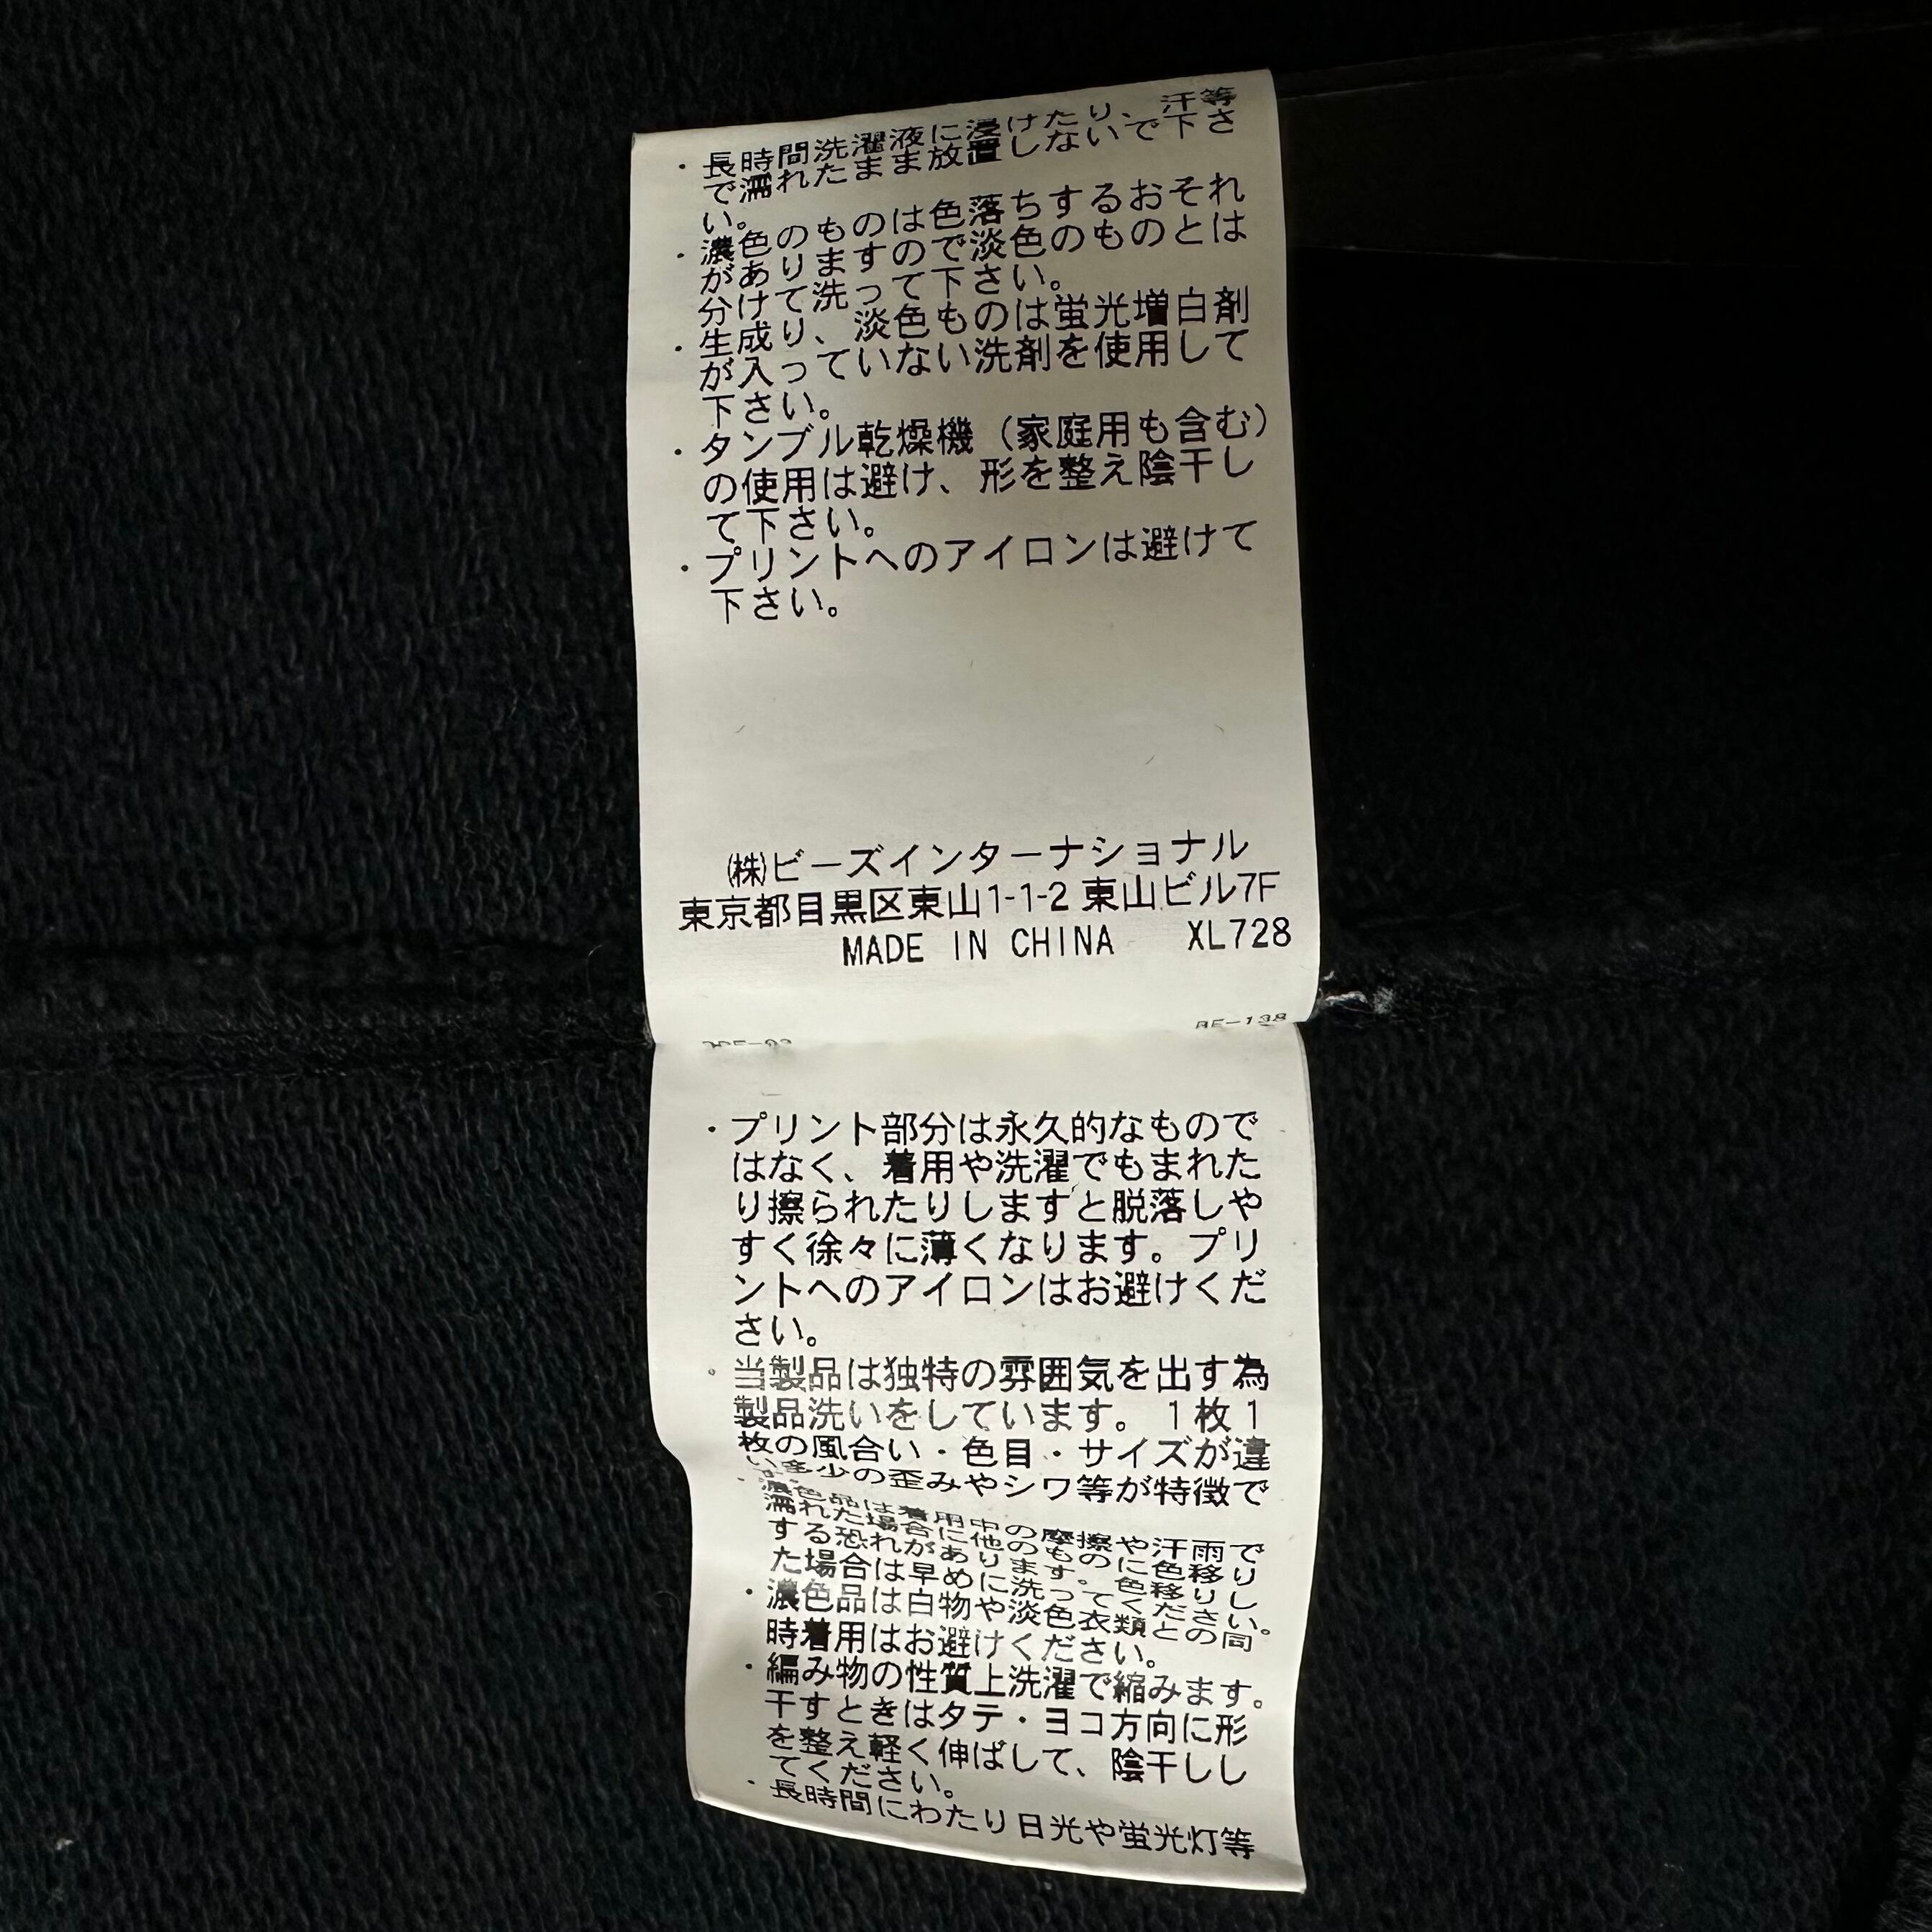 ・長時間洗濯液に浸けたり、汗等
で濡れたまま放置しないで下さ
い。
・濃色のものは色落ちするおそれ
がありますので淡色のものとは
分けて洗って下さい。
・生成り、淡色ものは蛍光増白剤
が入っていない洗剤を使用して
下さい。
・タンブル乾燥機（家庭用も含む）
の使用は避け、形を整え陰干し
て下さい。
・プリントへのアイロンは避けて
下さい。
㈱ビーズインターナショナル
東京都目黒区東山1-1-2 東山ビル7F
MADE IN CHINA XL728
・プリント部分は永久的なもので
はなく、着用や洗濯でもまれた
り擦られたりしますと脱落しや
すく徐々に薄くなります。プリ
ントへのアイロンはお避けくだ
さい。
・当製品は独特の雰囲気を出す為
製品洗いをしています。1枚1
枚の風合い・色目・サイズが違
い多少の歪みやシワ等が特徴で
・濃色品は着用中の摩擦や汗雨で
濡れた場合に他のものに色移り
する恐れがあります。色移りし
た場合は早めに洗ってください。
・濃色品は白物や淡色衣類との同
時着用はお避けください。
・編み物の性質上洗濯で縮みます。
干すときはタテ・ヨコ方向に形
を整え軽く伸ばして、陰干しし
てください。
・長時間にわたり日光や蛍光灯等